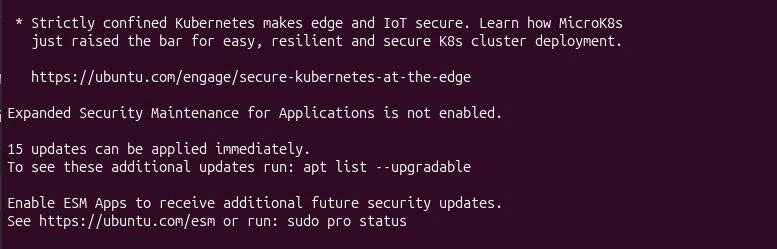 * Strictly confined Kubernetes makes edge and IoT secure. Learn how MicroK8s
just raised the bar for easy, resilient and secure K8s cluster deployment.
https://ubuntu.com/engage/secure-kubernetes-at-the-edge
Expanded Security Maintenance for Applications is not enabled.
15 updates can be applied immediately.
To see these additional updates run: apt list --upgradable
Enable ESM Apps to receive additional future security updates.
See https://ubuntu.com/esm or run: sudo pro status